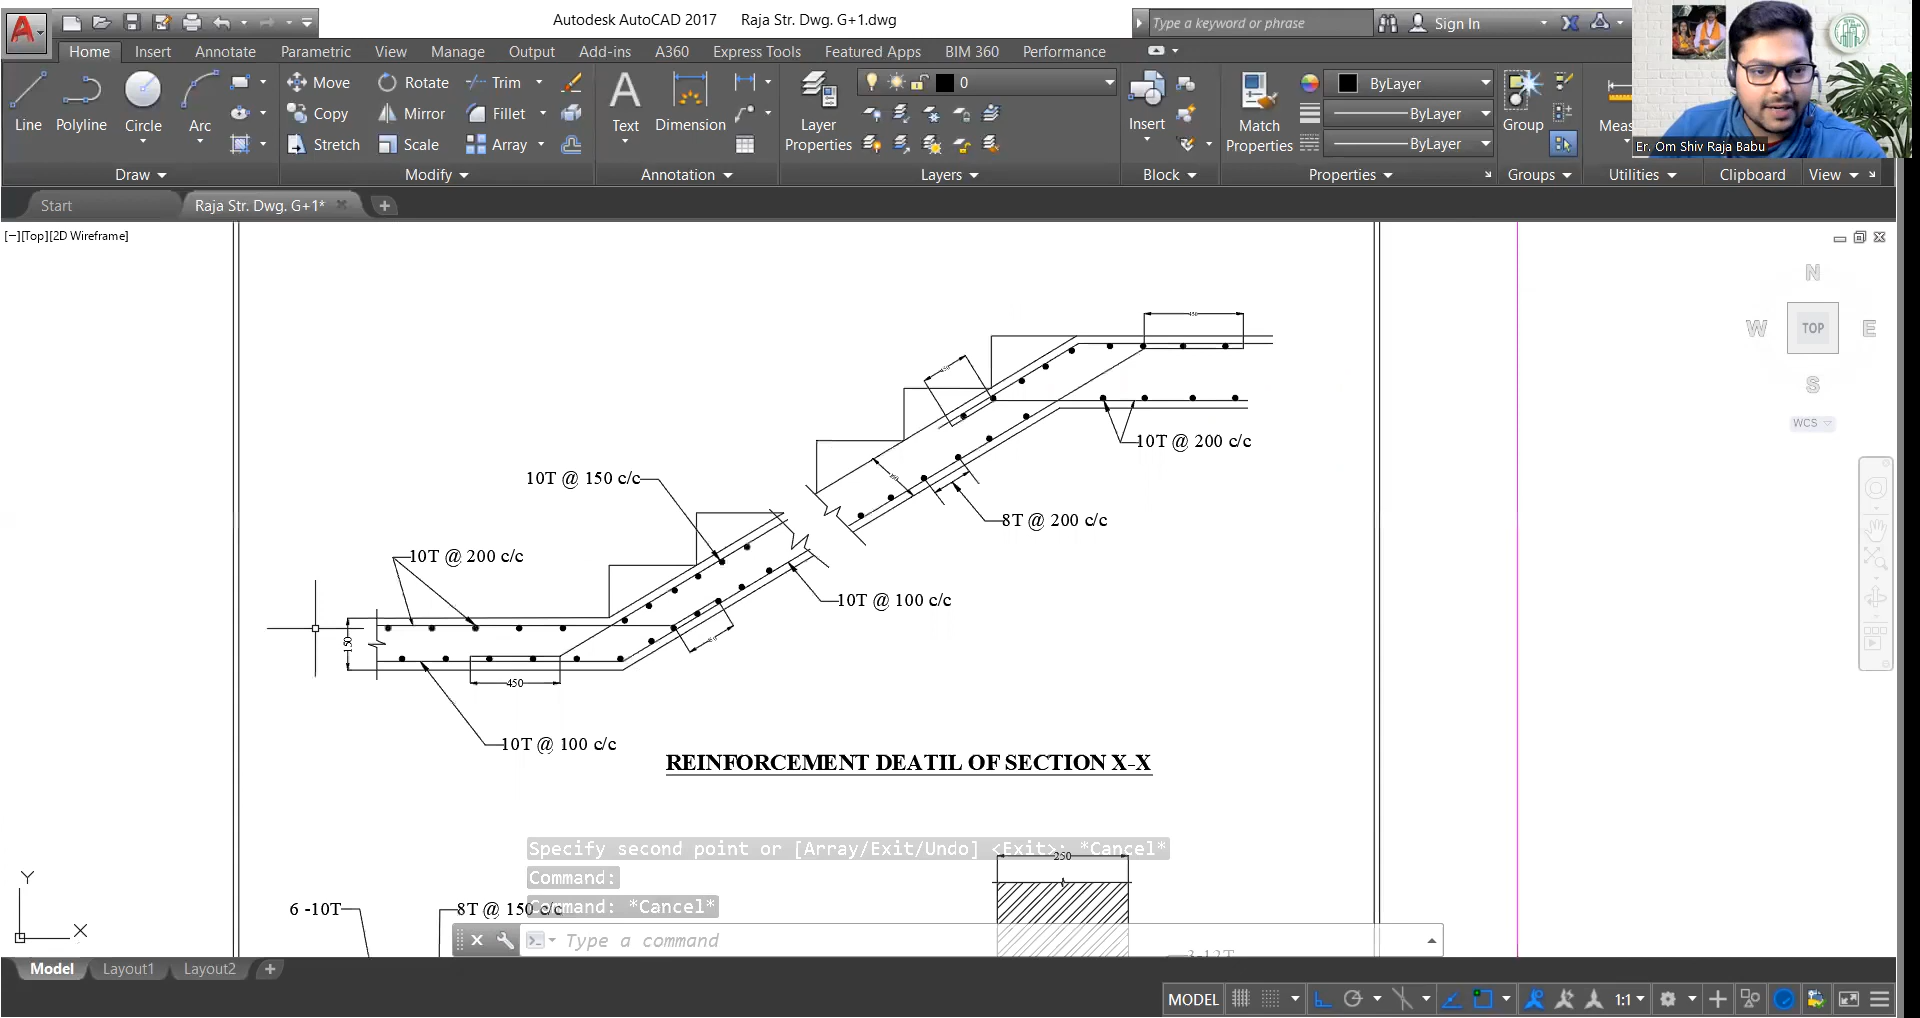 Autodesk AutoCAD 2017 Raja Str. Dwg. G+1.dwg
Type a keyword or phrase
Sign In
Home Insert Annotate Parametric View Manage Output Add-ins A360 Express Tools Featured Apps BIM 360 Performance
Line Polyline Circle Arc
Move Rotate Trim
Copy Mirror Fillet
Stretch Scale Array
Text Dimension
Layer Properties
0
Insert
Match Properties
ByLayer
ByLayer
ByLayer
Group
Meas
Er. Om Shiv Raja Babu
Draw Modify Annotation Layers Block Properties Groups Utilities Clipboard View
Start Raja Str. Dwg. G+1*
[−][Top][2D Wireframe]
N
W TOP E
S
WCS
450
10T @ 200 c/c
10T @ 150 c/c
8T @ 200 c/c
10T @ 200 c/c
10T @ 100 c/c
150
450
10T @ 100 c/c
REINFORCEMENT DEATIL OF SECTION X-X
Specify second point or [Array/Exit/Undo] <Exit>: *Cancel*
250
Command:
Command: *Cancel*
6 -10T
8T @ 150 c/c
Y
X
Type a command
3-12T
Model Layout1 Layout2
MODEL
1:1